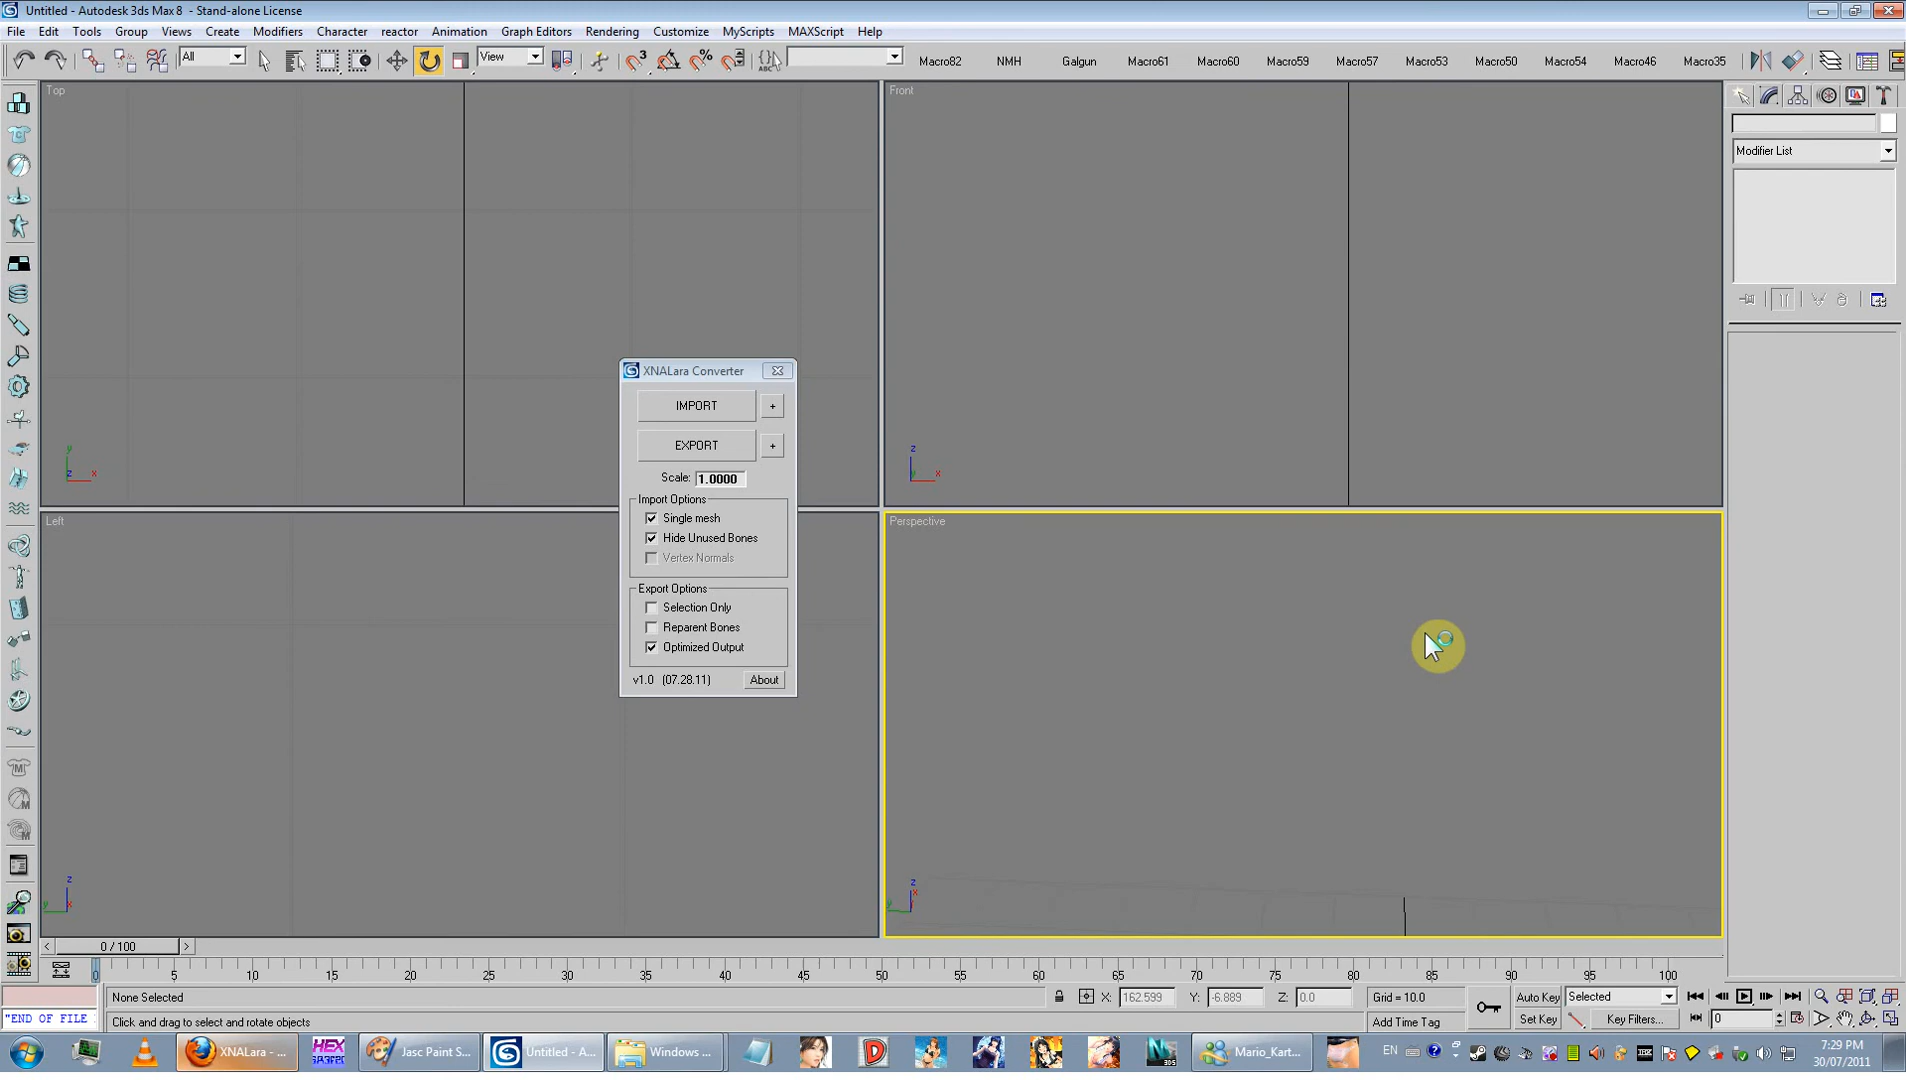 Untitled - Autodesk 3ds Max 8 - Stand-alone License
File Edit Tools Group Views Create Modifiers Character reactor Animation Graph Editors Rendering Customize MyScripts MAXScript Help
All View Macro82 NMH Galgun Macro61 Macro60 Macro59 Macro57 Macro53 Macro50 Macro54 Macro46 Macro35
Top Front
Modifier List
XNALara Converter
IMPORT +
EXPORT +
Scale: 1.0000
Import Options
Single mesh
Hide Unused Bones
Vertex Normals
Export Options
Selection Only
Reparent Bones
Optimized Output
v1.0 (07.28.11) About
Left Perspective
0 / 100
0 5 10 15 20 25 30 35 40 45 50 55 60 65 70 75 80 85 90 95 100
None Selected X: 162.599 Y: -6.889 Z: 0.0 Grid = 10.0 Auto Key Selected
"END OF FILE Click and drag to select and rotate objects Add Time Tag Set Key Key Filters... 0
XNALara - ... Jasc Paint S... Untitled - A... Windows ... Mario_Kart... EN 7:29 PM
30/07/2011